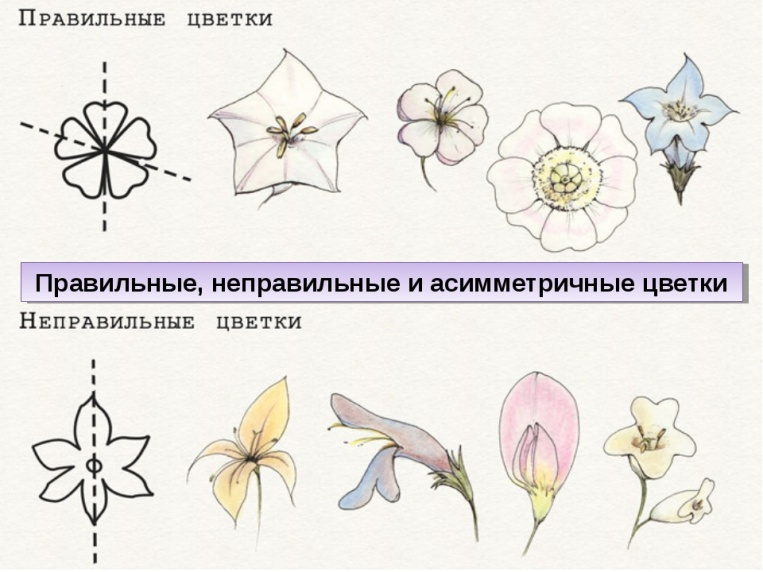 Правильные цветки
Правильные, неправильные и асимметричные цветки
Неправильные цветки